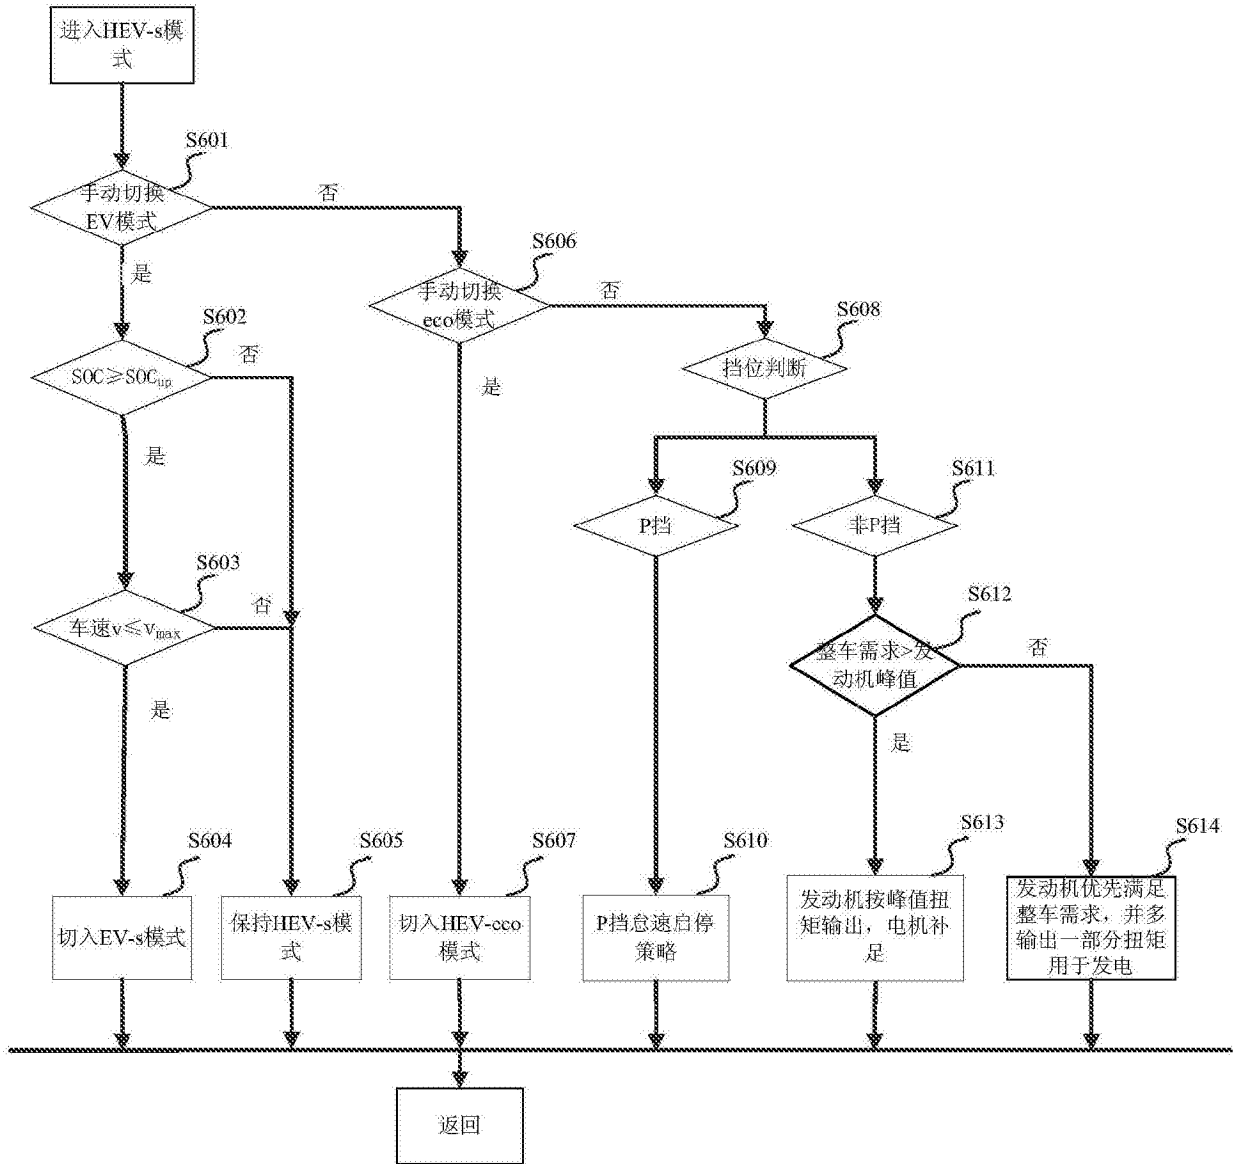 进入HEV-s模
式
S601
手动切换
EV模式
否
是
S606
手动切换
eco模式
否
是
S602
SOC≥SOCup
否
是
S608
挡位判断
S609
P挡
S611
非P挡
S603
车速v≤vmax
否
是
S612
整车需求>发
动机峰值
否
是
S604
切入EV-s模式
S605
保持HEV-s模
式
S607
切入HEV-eco
模式
S610
P挡怠速启停
策略
S613
发动机按峰值扭
矩输出，电机补
足
S614
发动机优先满足
整车需求，并多
输出一部分扭矩
用于发电
返回